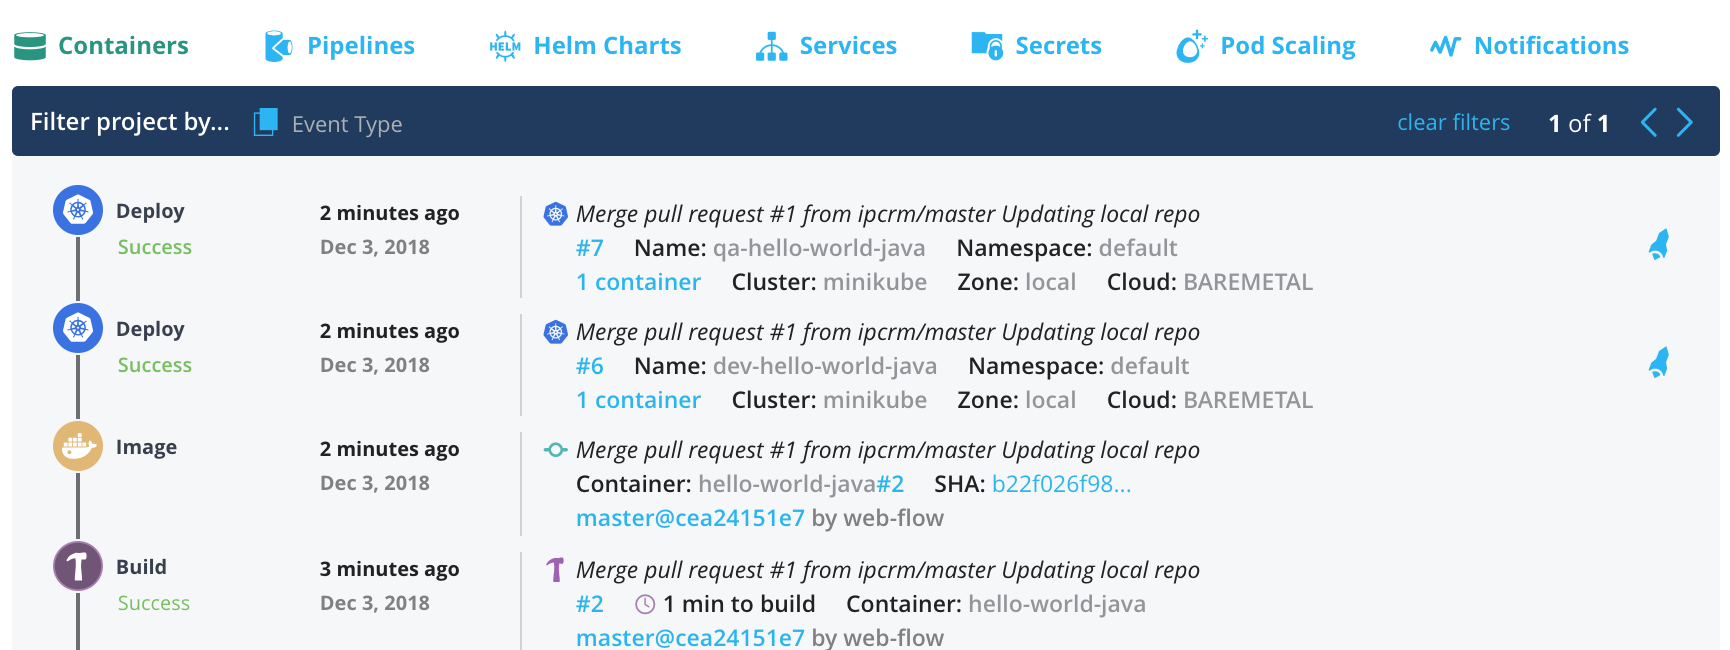 Containers Pipelines HELM Helm Charts Services Secrets Pod Scaling Notifications
Filter project by... Event Type clear filters 1 of 1
Deploy 2 minutes ago Merge pull request #1 from ipcrm/master Updating local repo
Success Dec 3, 2018 #7 Name: qa-hello-world-java Namespace: default
1 container Cluster: minikube Zone: local Cloud: BAREMETAL
Deploy 2 minutes ago Merge pull request #1 from ipcrm/master Updating local repo
Success Dec 3, 2018 #6 Name: dev-hello-world-java Namespace: default
1 container Cluster: minikube Zone: local Cloud: BAREMETAL
Image 2 minutes ago Merge pull request #1 from ipcrm/master Updating local repo
Dec 3, 2018 Container: hello-world-java#2 SHA: b22f026f98...
master@cea24151e7 by web-flow
Build 3 minutes ago Merge pull request #1 from ipcrm/master Updating local repo
Success Dec 3, 2018 #2 1 min to build Container: hello-world-java
master@cea24151e7 by web-flow